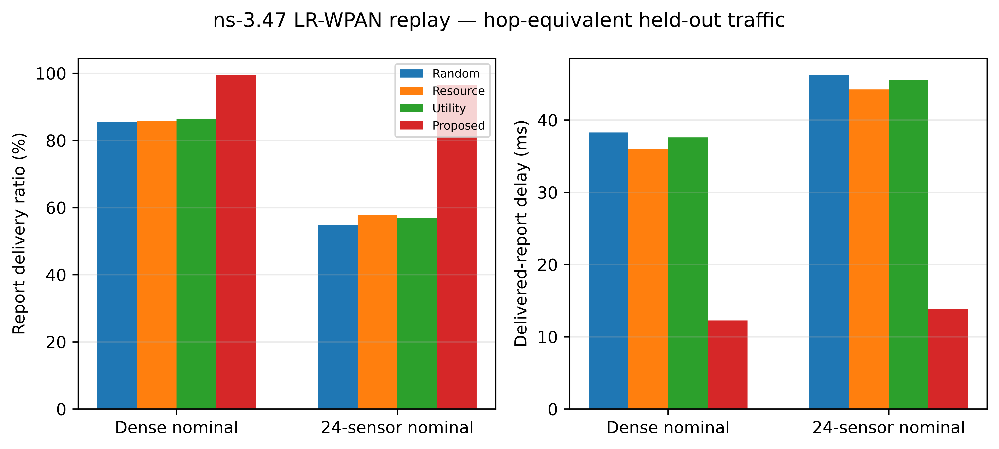 ns-3.47 LR-WPAN replay — hop-equivalent held-out traffic
Report delivery ratio (%)
100
80
60
40
20
0
Random
Resource
Utility
Proposed
Dense nominal
24-sensor nominal
Delivered-report delay (ms)
40
30
20
10
0
Dense nominal
24-sensor nominal